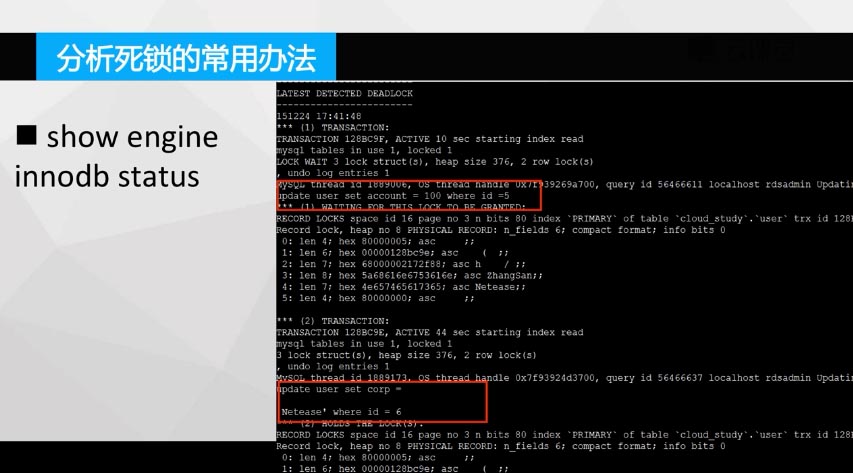 分析死锁的常用办法
■ show engine
innodb status
LATEST DETECTED DEADLOCK
------------------------
151224 17:41:48
*** (1) TRANSACTION:
TRANSACTION 128BC9F, ACTIVE 10 sec starting index read
mysql tables in use 1, locked 1
LOCK WAIT 3 lock struct(s), heap size 376, 2 row lock(s)
, undo log entries 1
MySQL thread id 1889006, OS thread handle 0x7f939269a700, query id 56466611 localhost rdsadmin Updatin
update user set account = 100 where id =5
*** (1) WAITING FOR THIS LOCK TO BE GRANTED:
RECORD LOCKS space id 16 page no 3 n bits 80 index `PRIMARY` of table `cloud_study`.`user` trx id 128B
Record lock, heap no 8 PHYSICAL RECORD: n_fields 6; compact format; info bits 0
0: len 4; hex 80000005; asc ;;
1: len 6; hex 00000128bc9e; asc ( ;;
2: len 7; hex 68000002172f88; asc h / ;;
3: len 8; hex 5a68616e6753616e; asc ZhangSan;;
4: len 7; hex 4e657465617365; asc Netease;;
5: len 4; hex 80000000; asc ;;
*** (2) TRANSACTION:
TRANSACTION 128BC9E, ACTIVE 44 sec starting index read
mysql tables in use 1, locked 1
3 lock struct(s), heap size 376, 2 row lock(s)
, undo log entries 1
MySQL thread id 1889173, OS thread handle 0x7f93924d3700, query id 56466637 localhost rdsadmin Updatin
update user set corp =
Netease' where id = 6
*** (2) HOLDS THE LOCK(S):
RECORD LOCKS space id 16 page no 3 n bits 80 index `PRIMARY` of table `cloud_study`.`user` trx id 128B
Record lock, heap no 8 PHYSICAL RECORD: n_fields 6; compact format; info bits 0
0: len 4; hex 80000005; asc ;;
1: len 6; hex 00000128bc9e; asc ( ;;